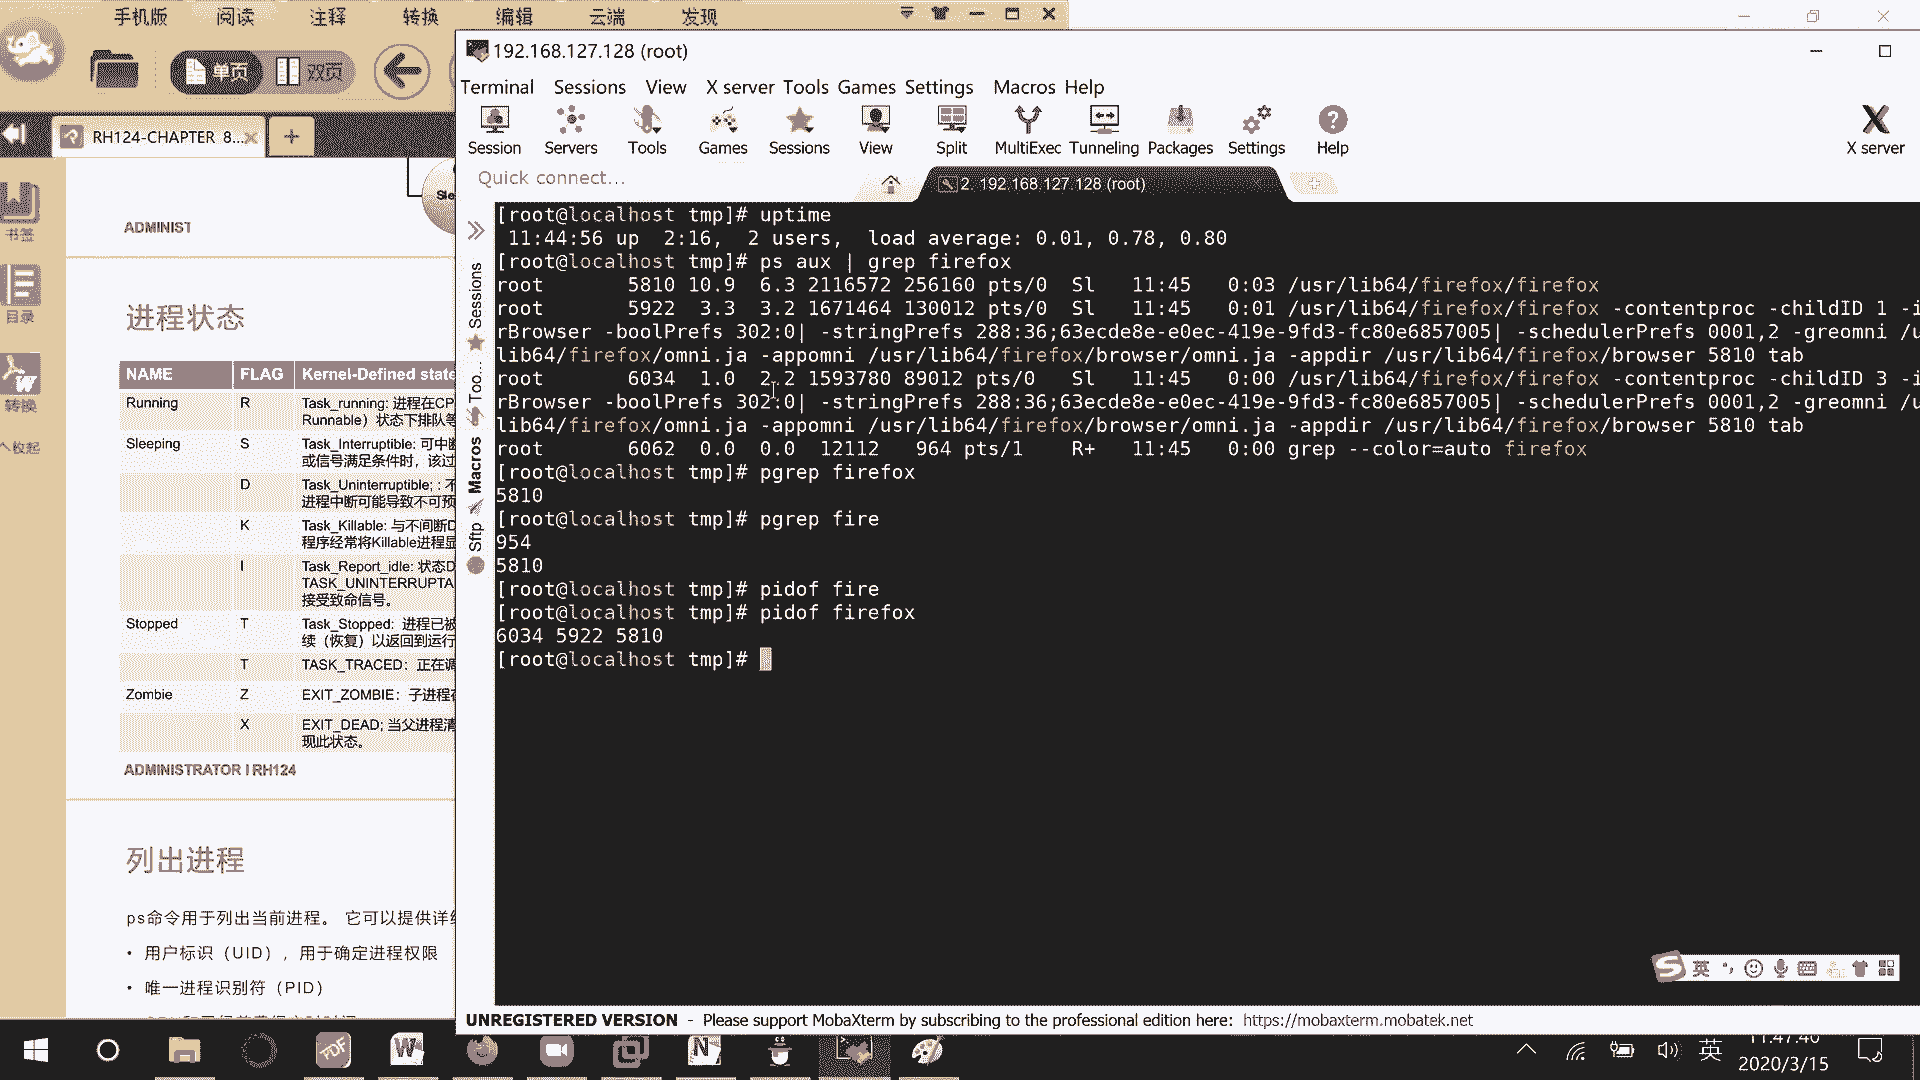 手机版 阅读 注释 转换 编辑 云端 发现
单页 双页
RH124-CHAPTER 8...
书签
目录
转换
收起
ADMINIST
进程状态
NAME FLAG Kernel-Defined state
Running R Task_running: 进程在CP
Runnable）状态下排队等
Sleeping S Task_Interruptible: 可中断
或信号满足条件时，该过
D Task_Uninterruptible; : 不
进程中断可能导致不可预
K Task_Killable: 与不间断D
程序经常将Killable进程显
I Task_Report_idle: 状态D
TASK_UNINTERRUPTA
接受致命信号。
Stopped T Task_Stopped: 进程已被
续（恢复）以返回到运行
T TASK_TRACED：正在调
Zombie Z EXIT_ZOMBIE：子进程在
X EXIT_DEAD; 当父进程清
现此状态。
ADMINISTRATOR I RH124
列出进程
ps命令用于列出当前进程。 它可以提供详细
• 用户标识（UID），用于确定进程权限
• 唯一进程识别符（PID）
192.168.127.128 (root)
Terminal Sessions View X server Tools Games Settings Macros Help
Session Servers Tools Games Sessions View Split MultiExec Tunneling Packages Settings Help X server
Quick connect...
2. 192.168.127.128 (root)
Sessions
Too...
Macros
Sftp
[root@localhost tmp]# uptime
11:44:56 up 2:16, 2 users, load average: 0.01, 0.78, 0.80
[root@localhost tmp]# ps aux | grep firefox
root 5810 10.9 6.3 2116572 256160 pts/0 Sl 11:45 0:03 /usr/lib64/firefox/firefox
root 5922 3.3 3.2 1671464 130012 pts/0 Sl 11:45 0:01 /usr/lib64/firefox/firefox -contentproc -childID 1 -i
rBrowser -boolPrefs 302:0| -stringPrefs 288:36;63ecde8e-e0ec-419e-9fd3-fc80e6857005| -schedulerPrefs 0001,2 -greomni /u
lib64/firefox/omni.ja -appomni /usr/lib64/firefox/browser/omni.ja -appdir /usr/lib64/firefox/browser 5810 tab
root 6034 1.0 2.2 1593780 89012 pts/0 Sl 11:45 0:00 /usr/lib64/firefox/firefox -contentproc -childID 3 -i
rBrowser -boolPrefs 302:0| -stringPrefs 288:36;63ecde8e-e0ec-419e-9fd3-fc80e6857005| -schedulerPrefs 0001,2 -greomni /u
lib64/firefox/omni.ja -appomni /usr/lib64/firefox/browser/omni.ja -appdir /usr/lib64/firefox/browser 5810 tab
root 6062 0.0 0.0 12112 964 pts/1 R+ 11:45 0:00 grep --color=auto firefox
[root@localhost tmp]# pgrep firefox
5810
[root@localhost tmp]# pgrep fire
954
5810
[root@localhost tmp]# pidof fire
[root@localhost tmp]# pidof firefox
6034 5922 5810
[root@localhost tmp]#
英
UNREGISTERED VERSION - Please support MobaXterm by subscribing to the professional edition here: https://mobaxterm.mobatek.net
英
11:47:40
2020/3/15